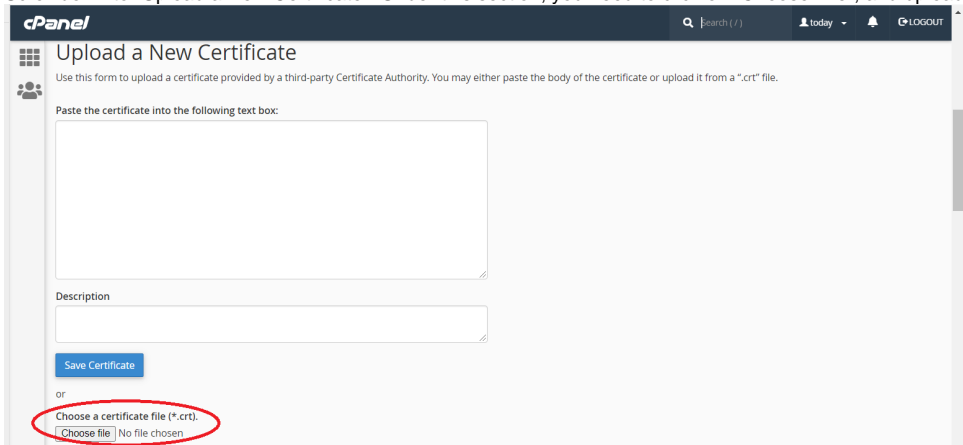 cPanel
Search ( / )
today
LOGOUT
Upload a New Certificate
Use this form to upload a certificate provided by a third-party Certificate Authority. You may either paste the body of the certificate or upload it from a “.crt” file.
Paste the certificate into the following text box:
Description
Save Certificate
or
Choose a certificate file (*.crt).
Choose file No file chosen